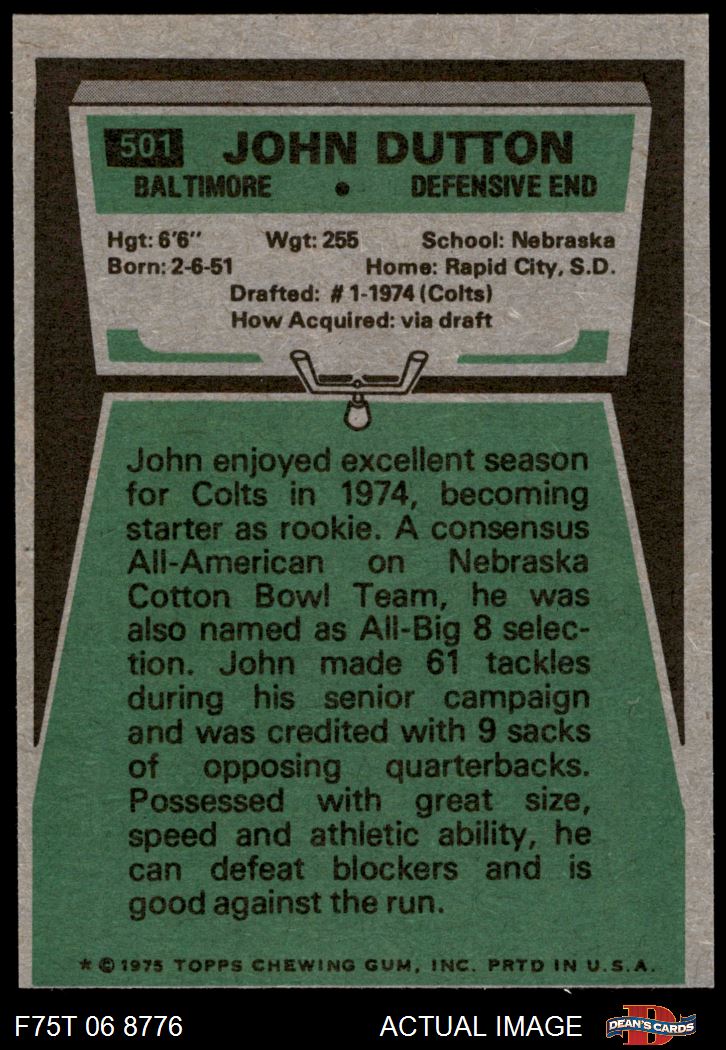 501 JOHN DUTTON
BALTIMORE • DEFENSIVE END
Hgt: 6'6" Wgt: 255 School: Nebraska
Born: 2-6-51 Home: Rapid City, S.D.
Drafted: # 1-1974 (Colts)
How Acquired: via draft
John enjoyed excellent season
for Colts in 1974, becoming
starter as rookie. A consensus
All-American on Nebraska
Cotton Bowl Team, he was
also named as All-Big 8 selec-
tion. John made 61 tackles
during his senior campaign
and was credited with 9 sacks
of opposing quarterbacks.
Possessed with great size,
speed and athletic ability, he
can defeat blockers and is
good against the run.
* © 1975 TOPPS CHEWING GUM, INC. PRTD IN U.S.A.
F75T 06 8776 ACTUAL IMAGE D DEAN'S CARDS